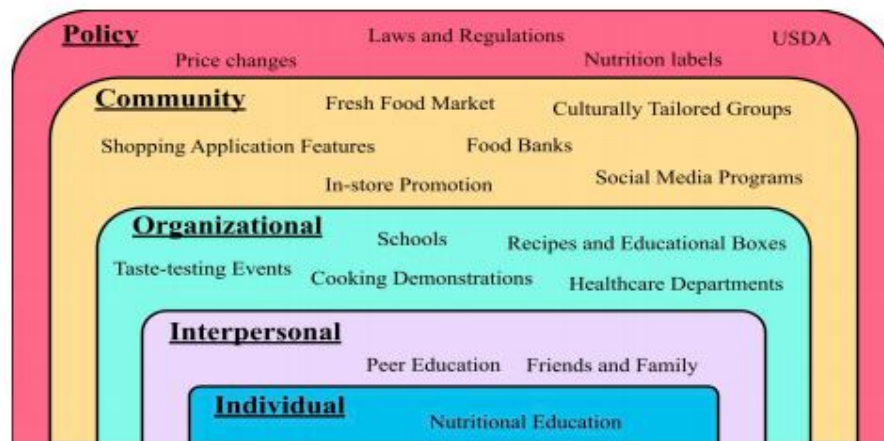 Policy
Laws and Regulations
USDA
Price changes
Nutrition labels
Community
Fresh Food Market
Culturally Tailored Groups
Shopping Application Features
Food Banks
In-store Promotion
Social Media Programs
Organizational
Schools
Recipes and Educational Boxes
Taste-testing Events
Cooking Demonstrations
Healthcare Departments
Interpersonal
Peer Education
Friends and Family
Individual
Nutritional Education